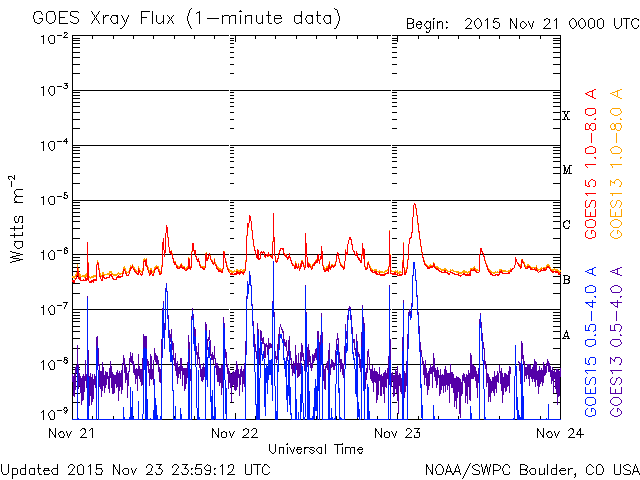 GOES Xray Flux (1-minute data)
Begin: 2015 Nov 21 0000 UTC
10⁻²
10⁻³
10⁻⁴
10⁻⁵
10⁻⁶
10⁻⁷
10⁻⁸
10⁻⁹
Watts m⁻²
X
M
C
B
A
GOES15 1.0-8.0 A
GOES13 1.0-8.0 A
GOES15 0.5-4.0 A
GOES13 0.5-4.0 A
Nov 21 Nov 22 Nov 23 Nov 24
Universal Time
Updated 2015 Nov 23 23:59:12 UTC
NOAA/SWPC Boulder, CO USA